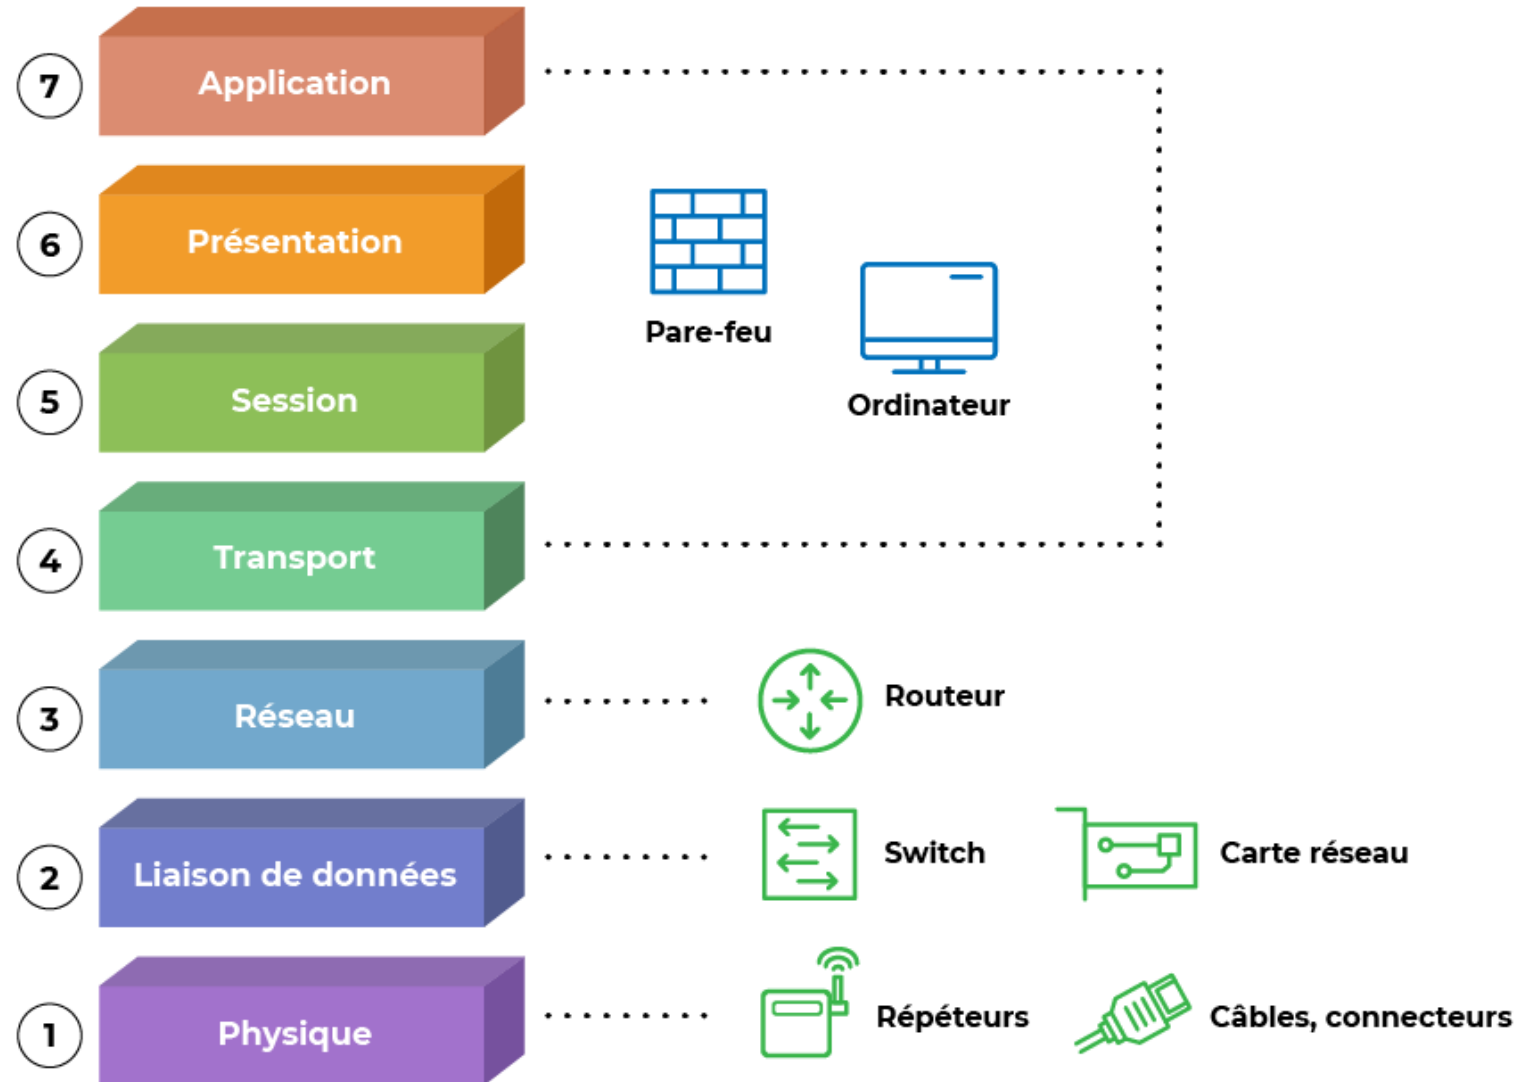 7
Application
6
Présentation
Pare-feu
Ordinateur
5
Session
4
Transport
3
Réseau
Routeur
2
Liaison de données
Switch
Carte réseau
1
Physique
Répéteurs
Câbles, connecteurs